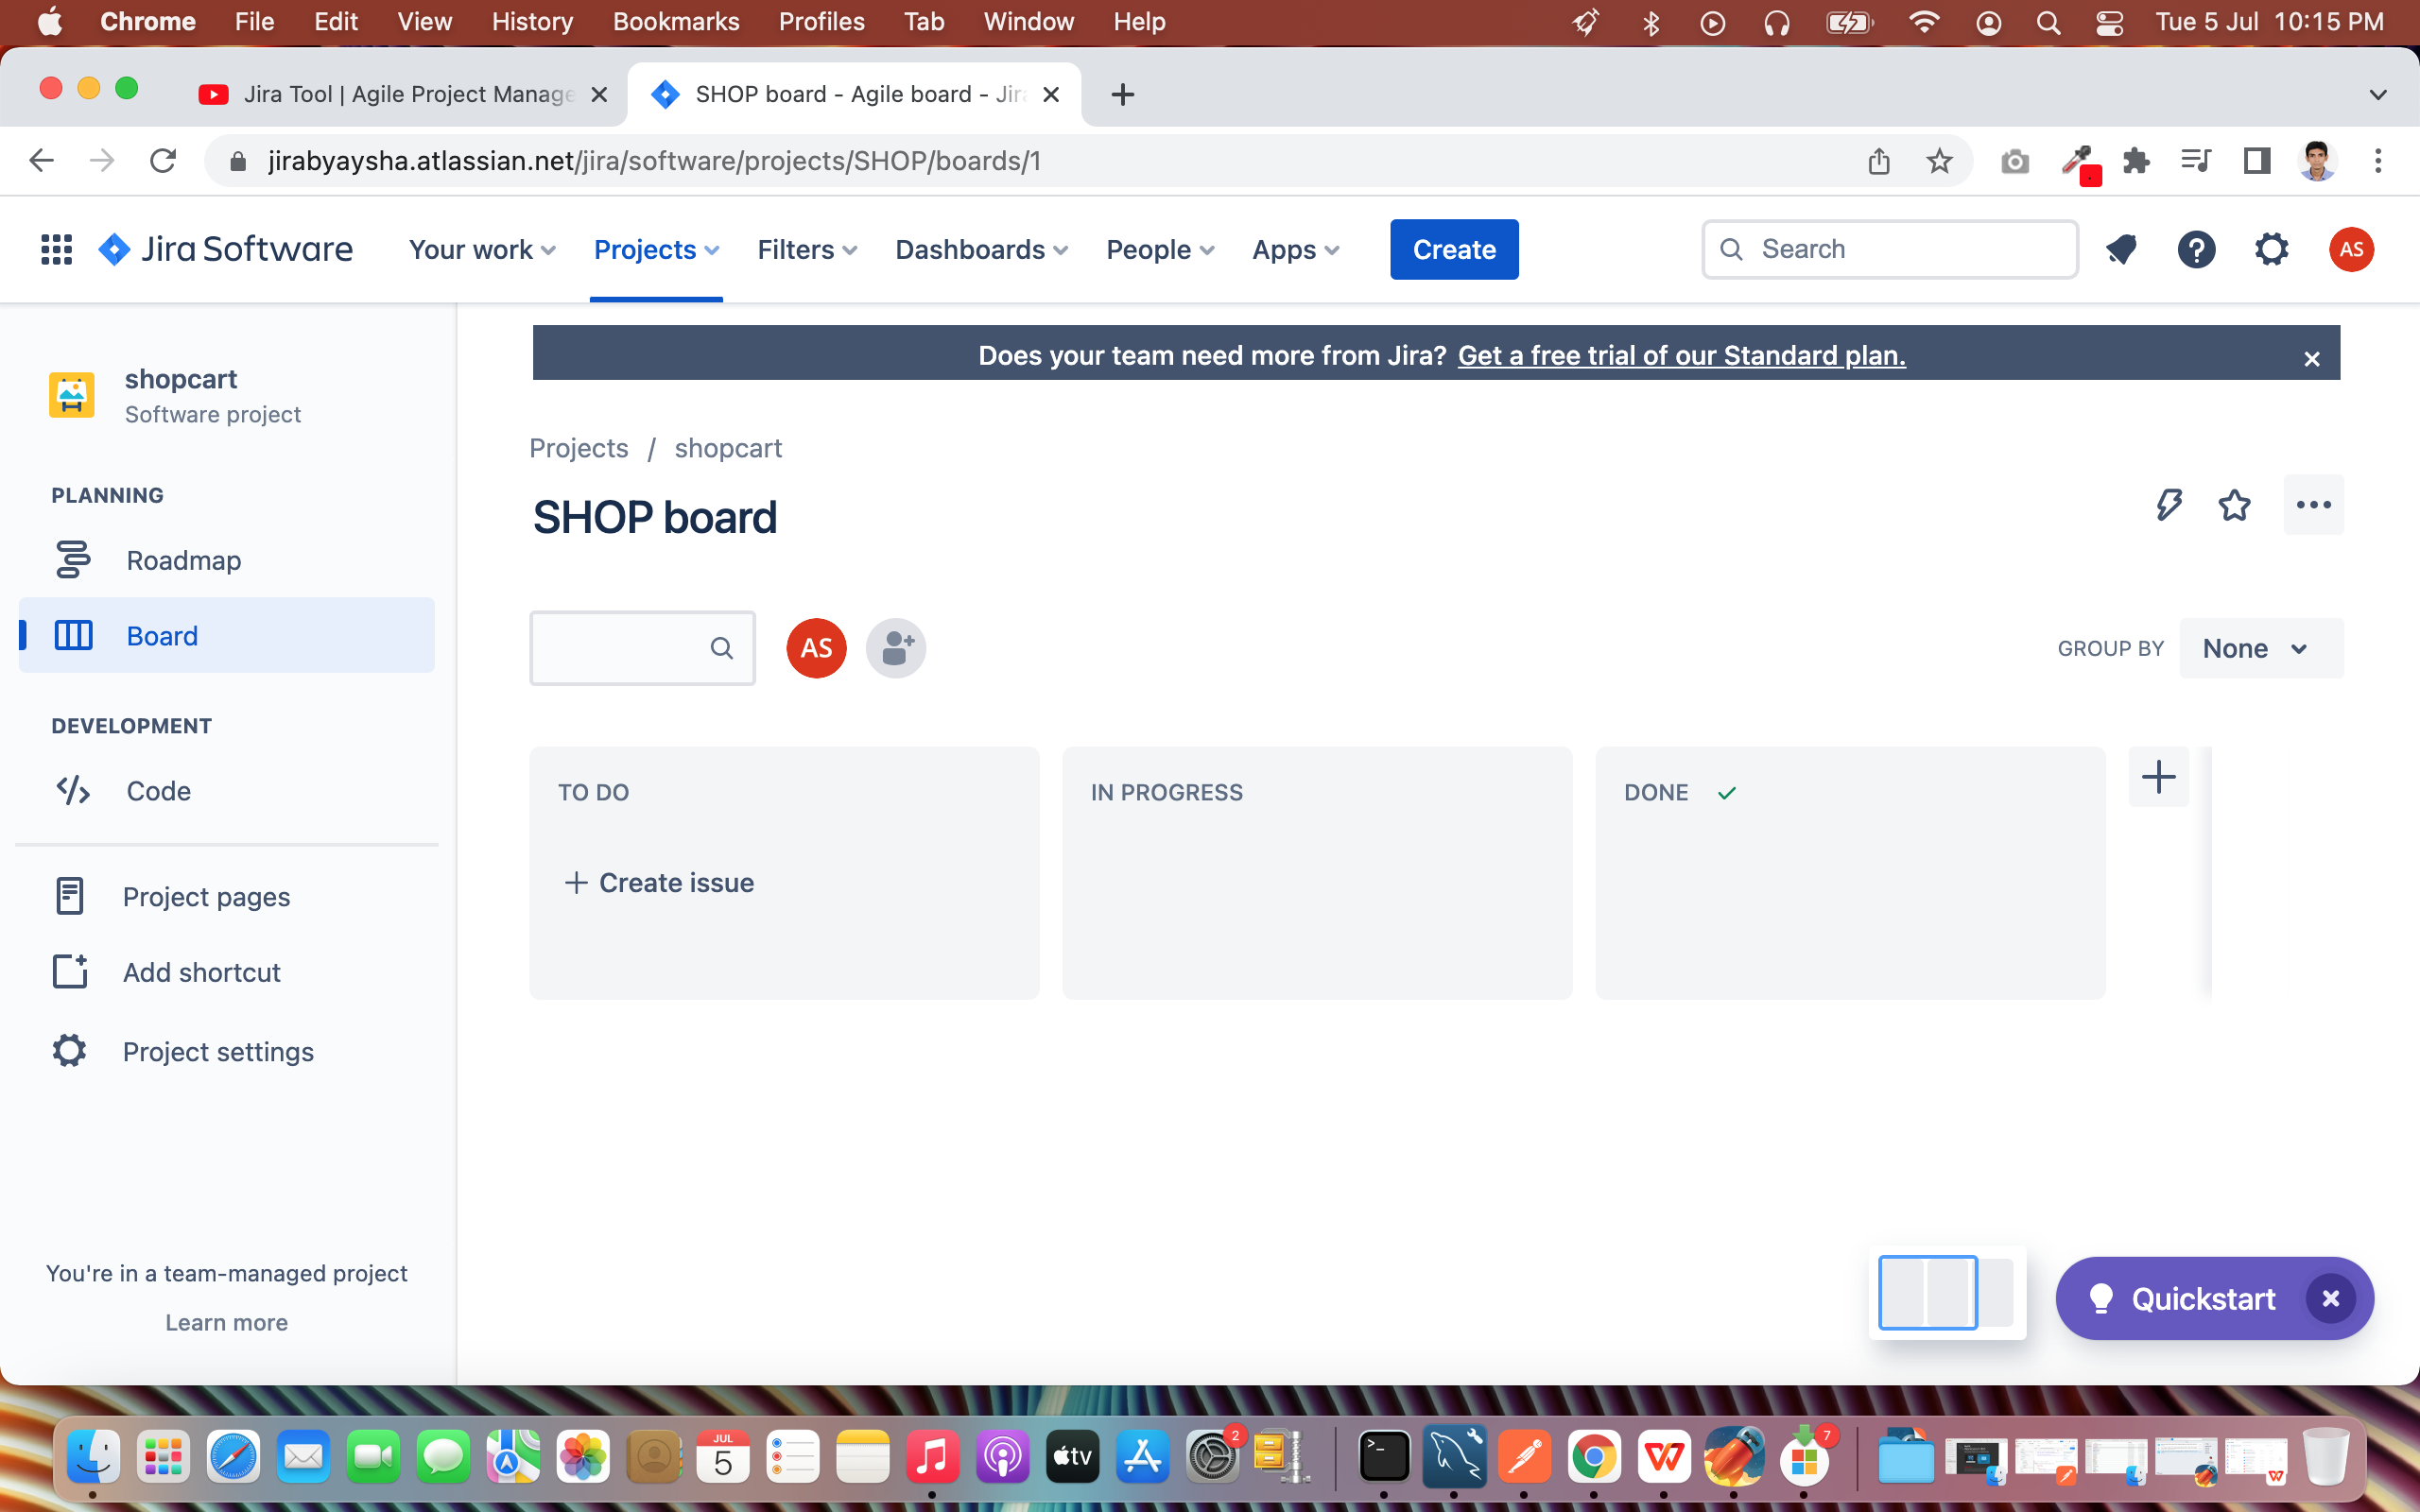 Chrome File Edit View History Bookmarks Profiles Tab Window Help Tue 5 Jul 10:15 PM
Jira Tool | Agile Project Manage SHOP board - Agile board - Jir
jirabyaysha.atlassian.net/jira/software/projects/SHOP/boards/1
Jira Software Your work Projects Filters Dashboards People Apps Create Search AS
Does your team need more from Jira? Get a free trial of our Standard plan.
shopcart
Software project
Projects / shopcart
SHOP board
PLANNING
Roadmap
Board
AS GROUP BY None
DEVELOPMENT
Code
TO DO IN PROGRESS DONE
+ Create issue
Project pages
Add shortcut
Project settings
You're in a team-managed project
Learn more
Quickstart
JUL
5
tv
2
7